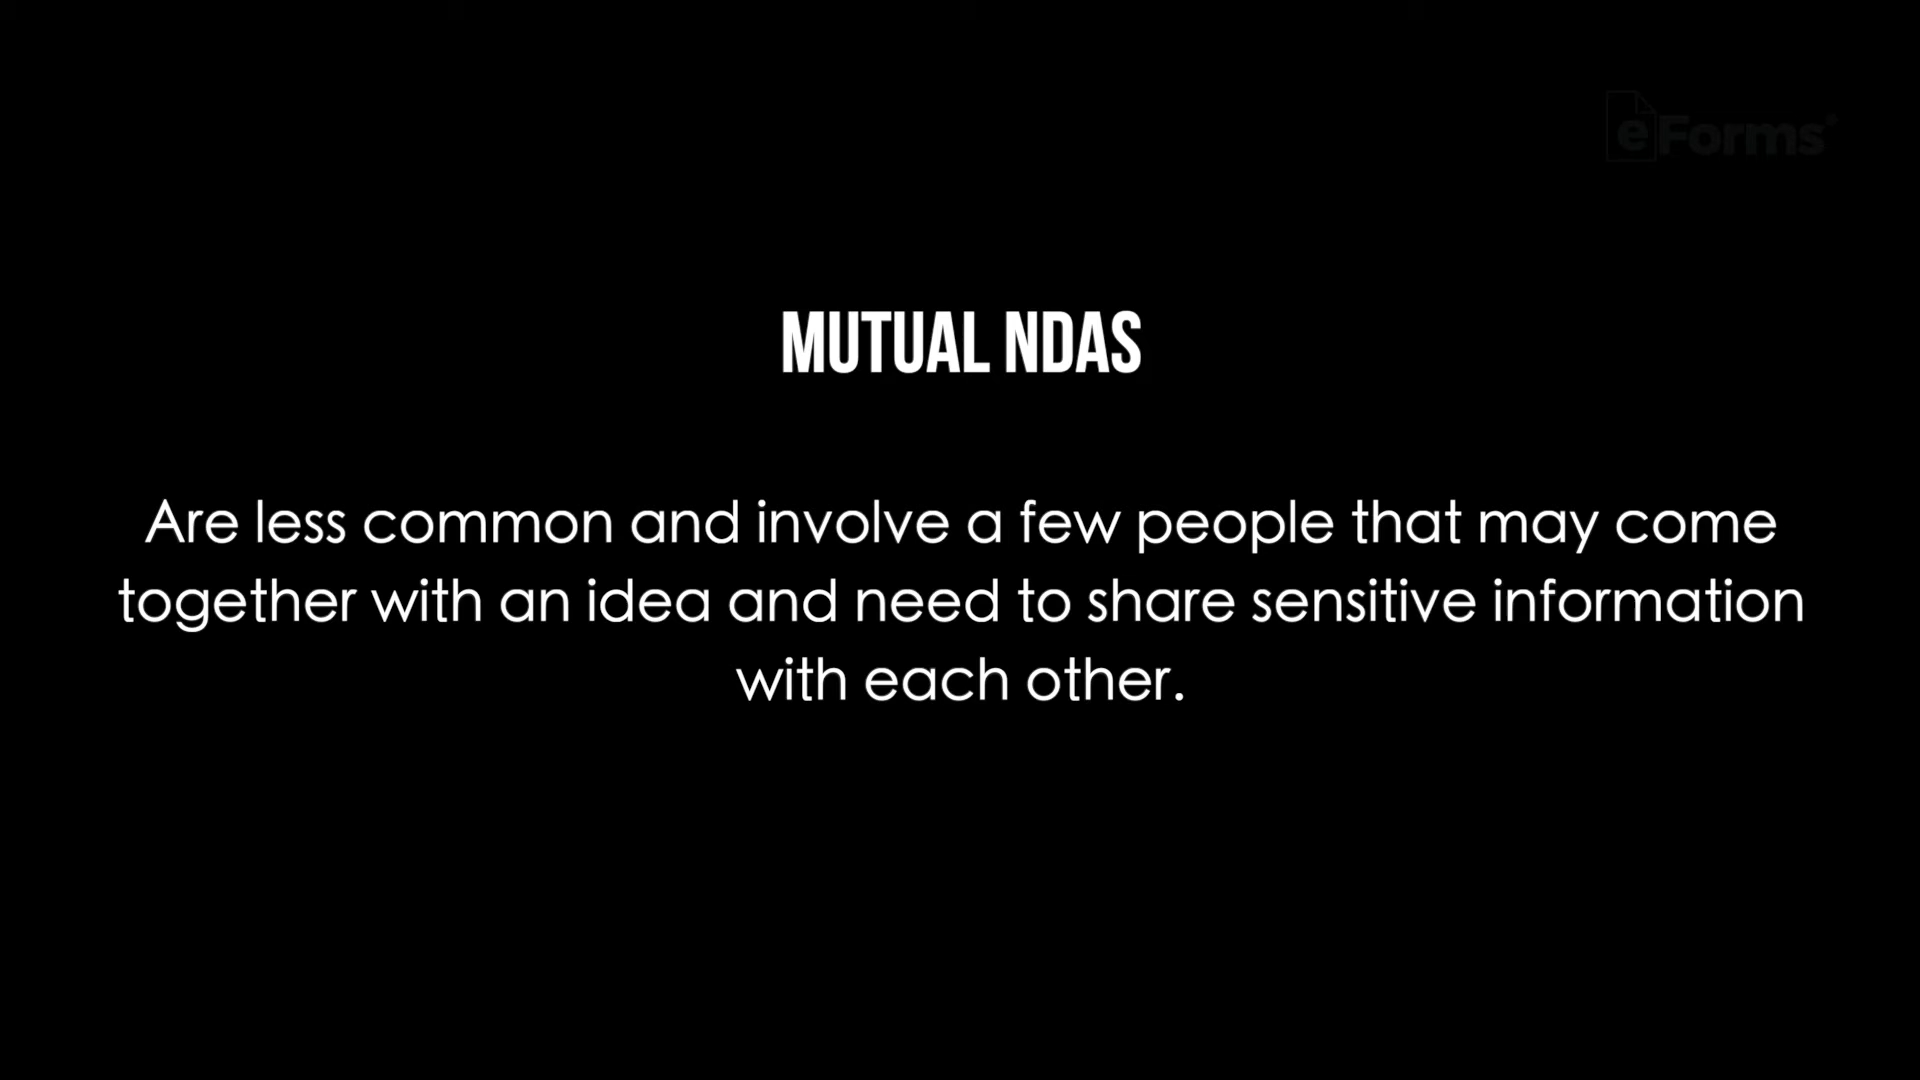 eForms®
MUTUAL NDAS
Are less common and involve a few people that may come
together with an idea and need to share sensitive information
with each other.